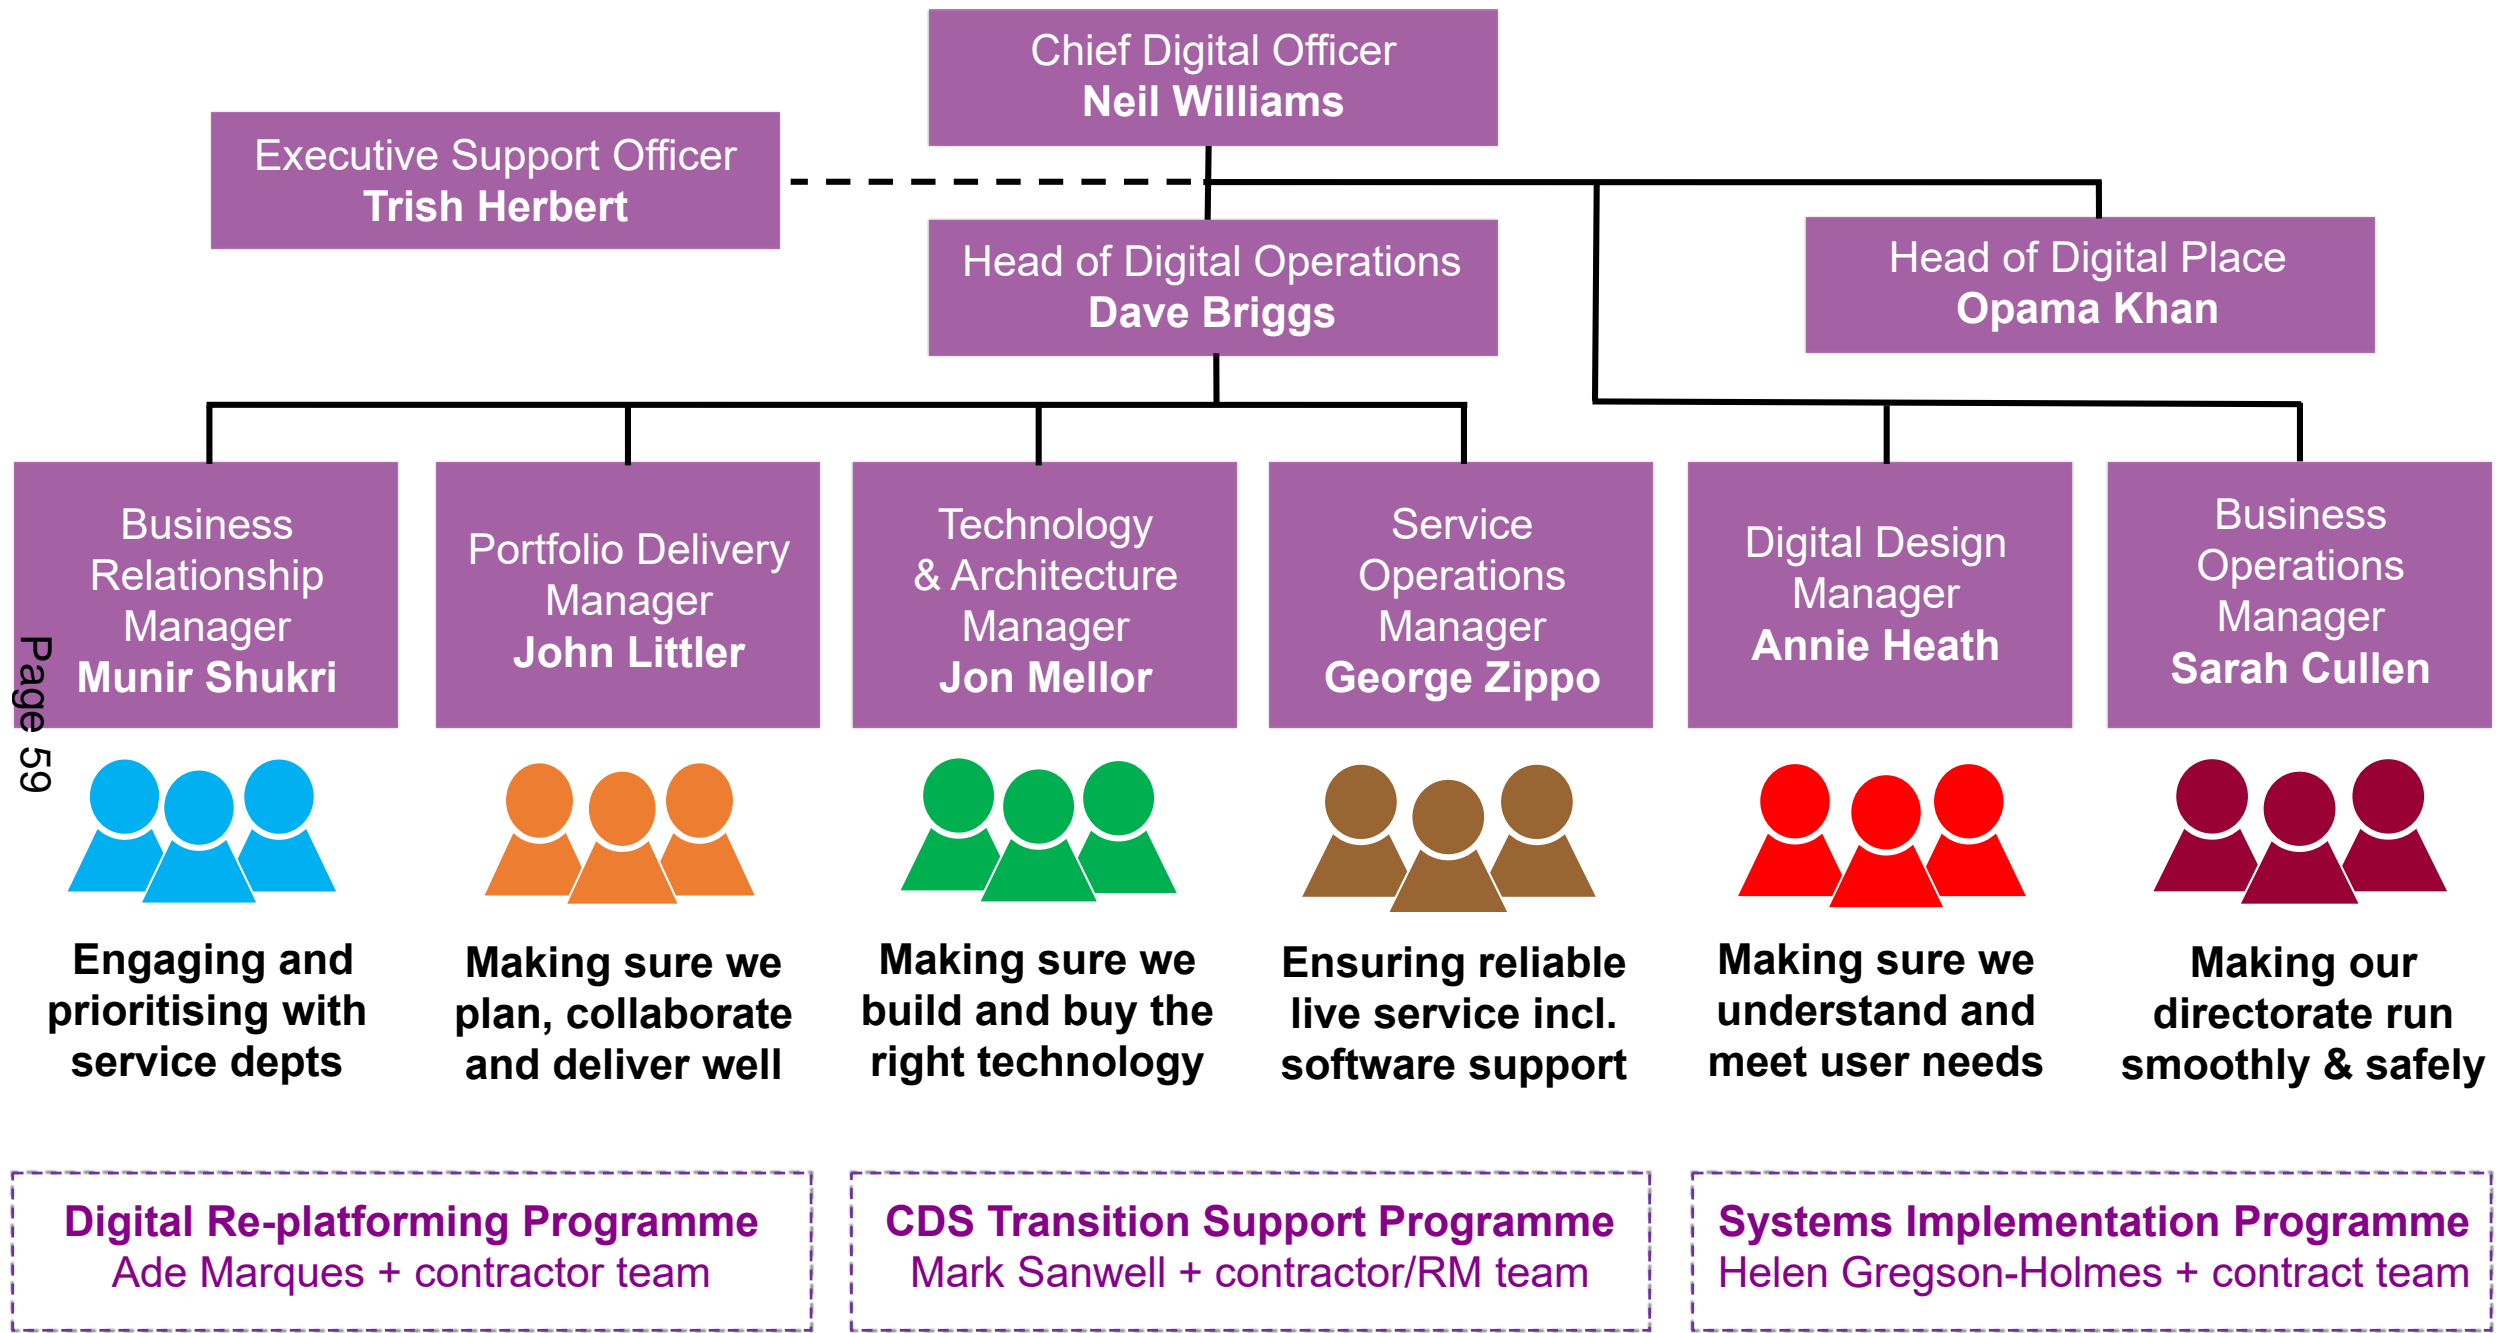 Chief Digital Officer
Neil Williams
Executive Support Officer
Trish Herbert
Head of Digital Operations
Dave Briggs
Head of Digital Place
Opama Khan
Business
Relationship
Manager
Munir Shukri
Portfolio Delivery
Manager
John Littler
Technology
& Architecture
Manager
Jon Mellor
Service
Operations
Manager
George Zippo
Digital Design
Manager
Annie Heath
Business
Operations
Manager
Sarah Cullen
Page 59
Engaging and
prioritising with
service depts
Making sure we
plan, collaborate
and deliver well
Making sure we
build and buy the
right technology
Ensuring reliable
live service incl.
software support
Making sure we
understand and
meet user needs
Making our
directorate run
smoothly & safely
Digital Re-platforming Programme
Ade Marques + contractor team
CDS Transition Support Programme
Mark Sanwell + contractor/RM team
Systems Implementation Programme
Helen Gregson-Holmes + contract team